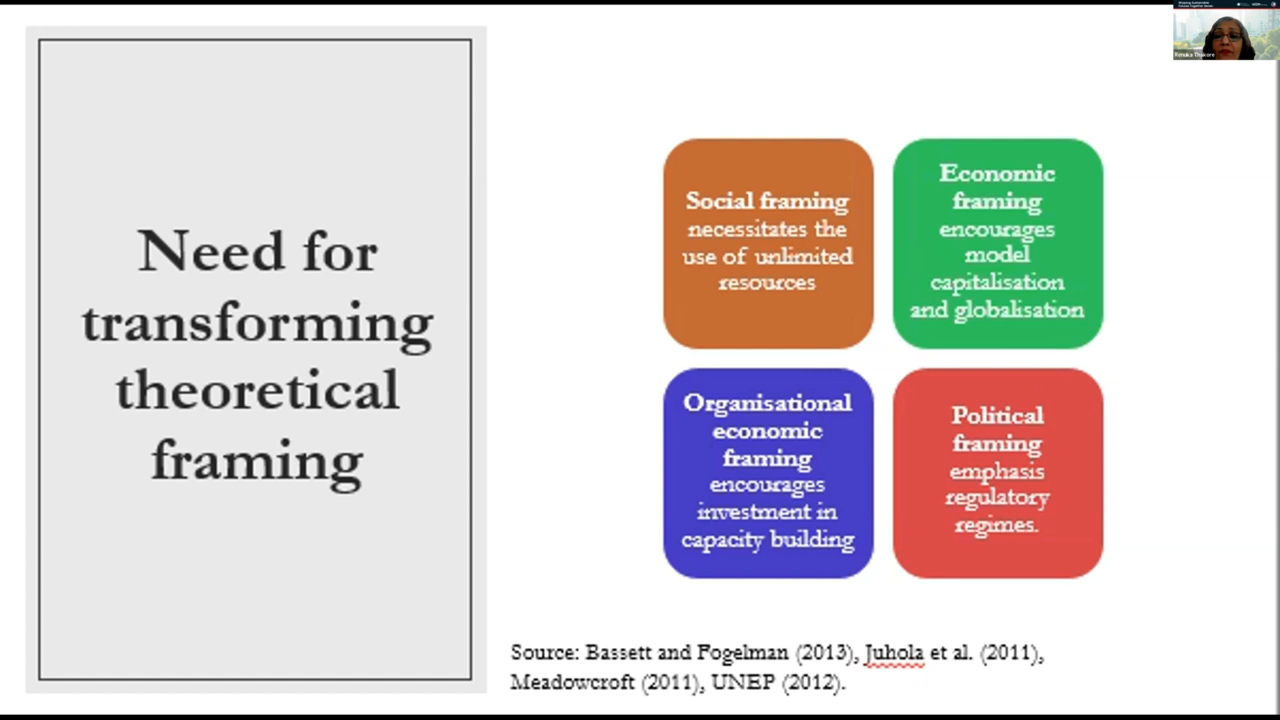 Need for
transforming
theoretical
framing
Social framing
necessitates the
use of unlimited
resources
Economic
framing
encourages
model
capitalisation
and globalisation
Organisational
economic
framing
encourages
investment in
capacity building
Political
framing
emphasis
regulatory
regimes.
Source: Bassett and Fogelman (2013), Juhola et al. (2011),
Meadowcroft (2011), UNEP (2012).
Renuka Thakore